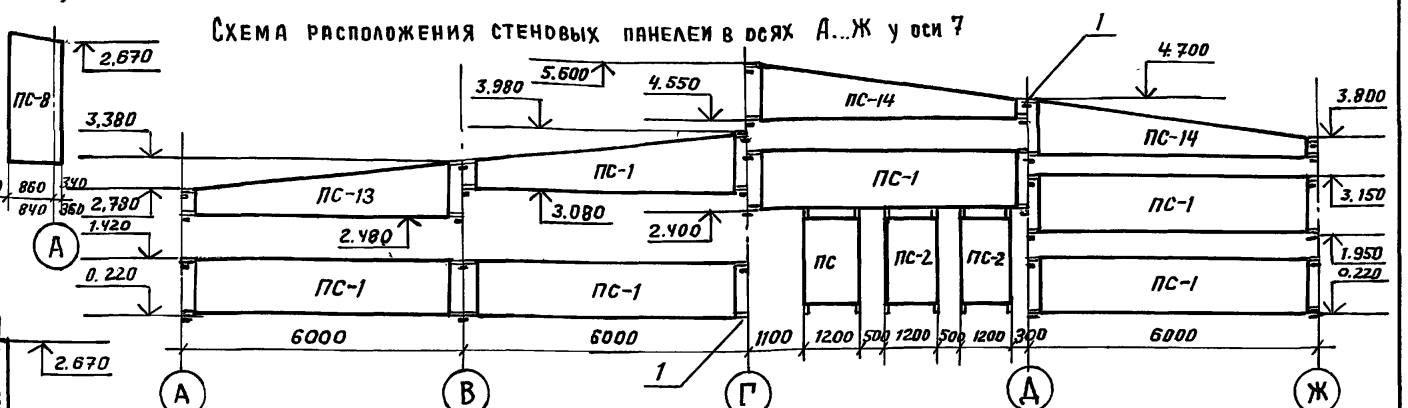 Схема расположения стеновых панелей в осях А...Ж у оси 7
1
2,670
ПС-8
860 340
840 360
А
5.600
4.700
3.980
4.550
3.800
3,380
ПС-14
ПС-14
ПС-1
ПС-13
ПС-1
3.150
2,780
3.080
ПС-1
1.420
2.480
2.400
0.220
ПС
ПС-2
ПС-2
1.950
0,220
ПС-1
ПС-1
ПС-1
6000
6000
1100
1200
500
1200
500
1200
300
6000
2.670
1
А
В
Г
Д
Ж